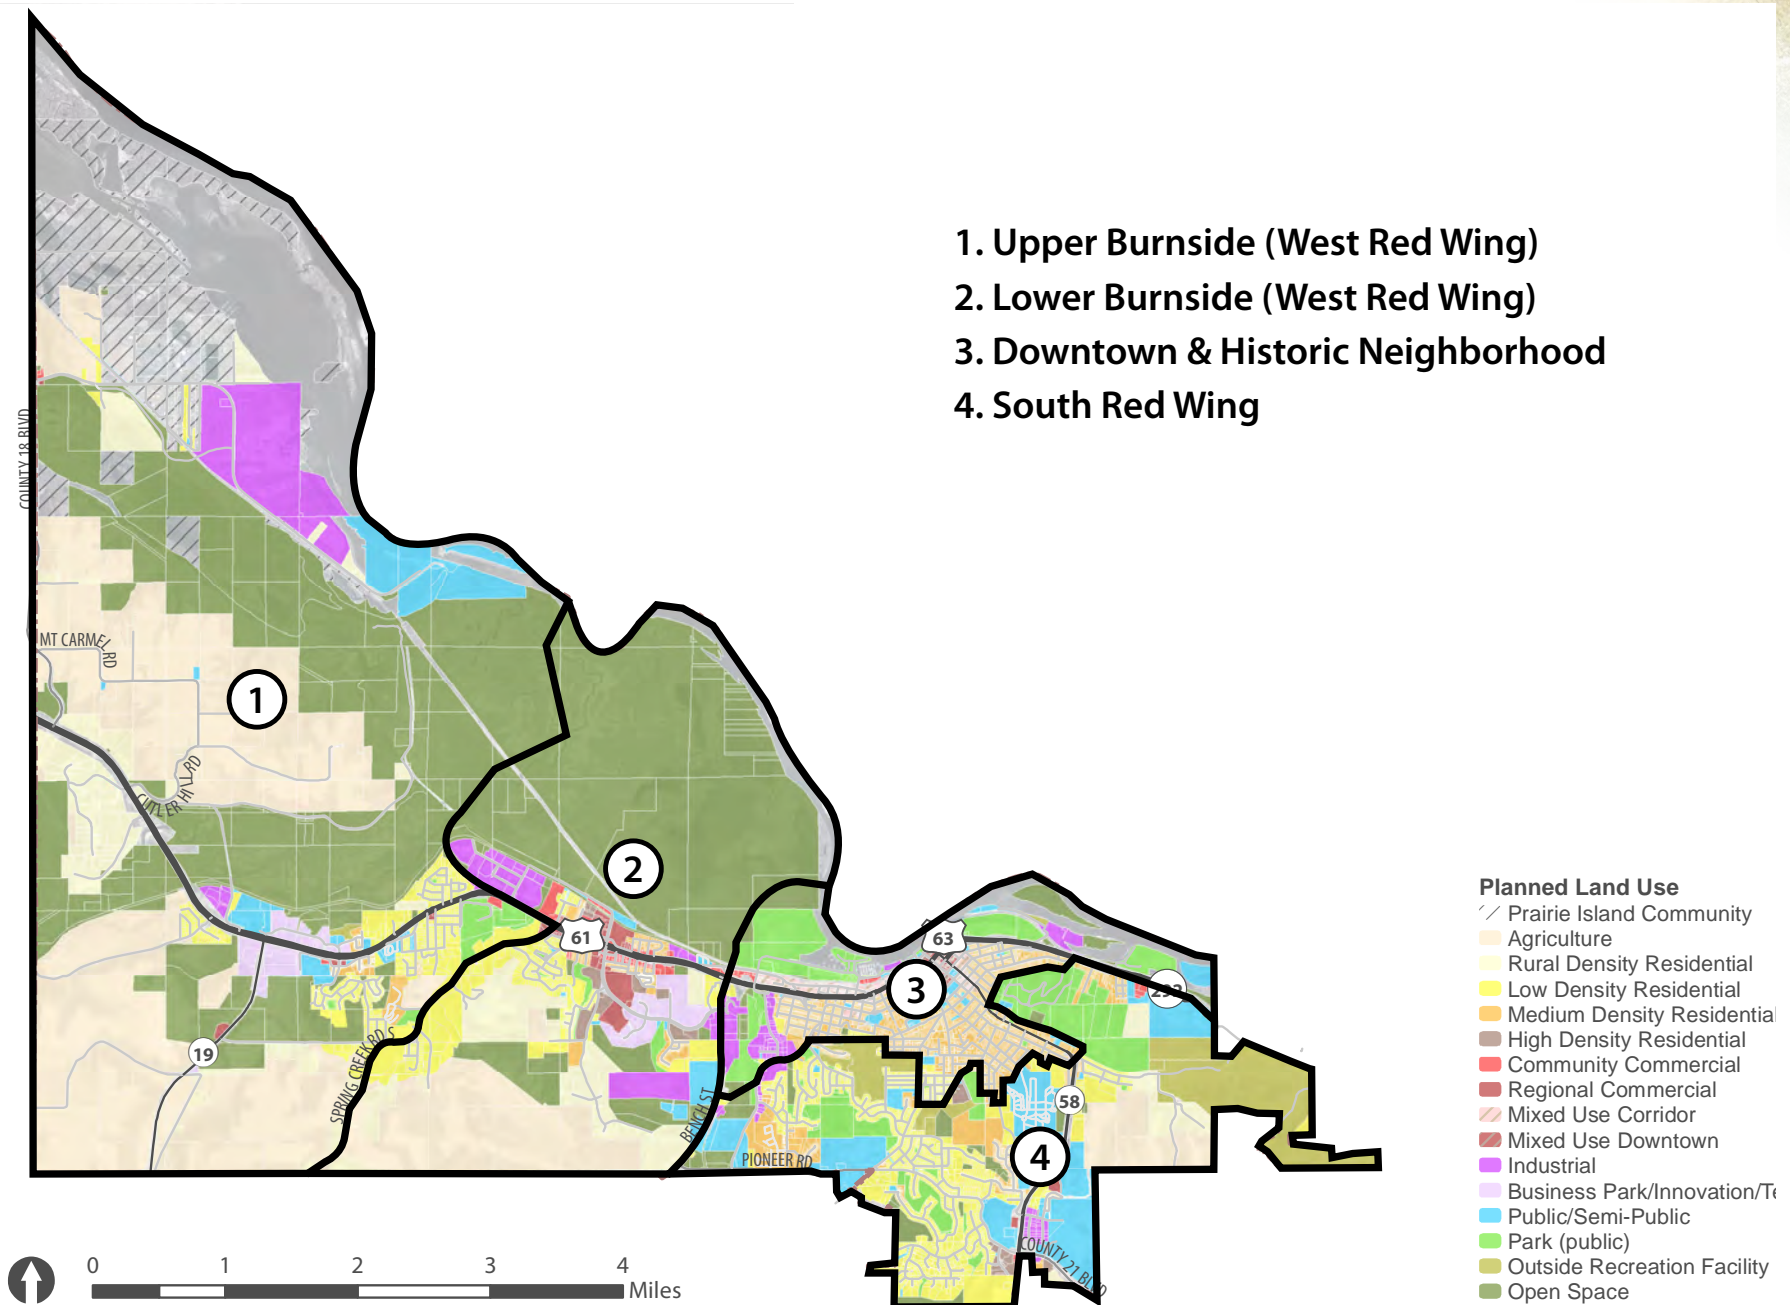 1. Upper Burnside (West Red Wing)
2. Lower Burnside (West Red Wing)
3. Downtown & Historic Neighborhood
4. South Red Wing
COUNTY 18 BLVD
MT CARMEL RD
1
CUTLER HILL RD
2
61
63
3
292
19
SPRING CREEK RD S
BENCH ST
58
PIONEER RD
4
COUNTY 21 BLVD
0 1 2 3 4
Miles
Planned Land Use
Prairie Island Community
Agriculture
Rural Density Residential
Low Density Residential
Medium Density Residential
High Density Residential
Community Commercial
Regional Commercial
Mixed Use Corridor
Mixed Use Downtown
Industrial
Business Park/Innovation/Te
Public/Semi-Public
Park (public)
Outside Recreation Facility
Open Space